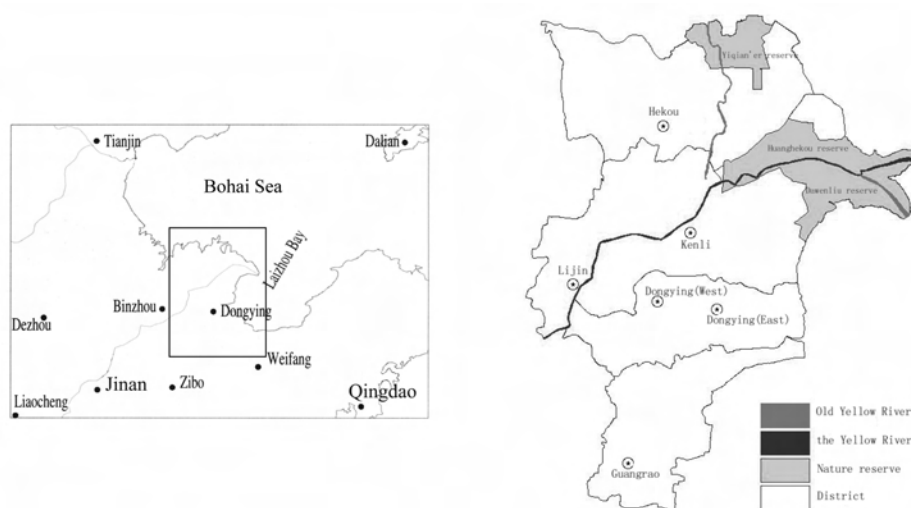 Tianjin
Dalian
Bohai Sea
Laizhou Bay
Binzhou
Dongying
Dezhou
Weifang
Jinan
Zibo
Qingdao
Liaocheng
Yiqian'er reserve
Hekou
Huanghekou reserve
Dawenliu reserve
Kenli
Lijin
Dongying(West)
Dongying(East)
Guangrao
Old Yellow River
the Yellow River
Nature reserve
District